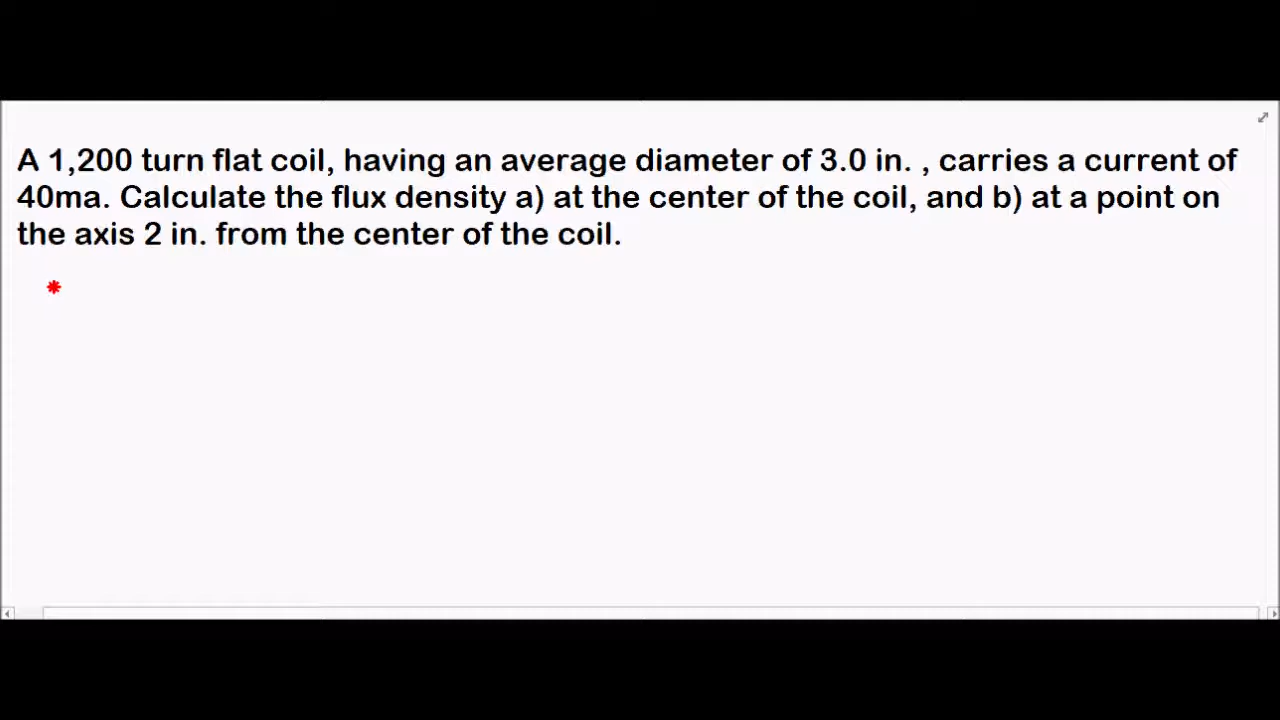 A 1,200 turn flat coil, having an average diameter of 3.0 in. , carries a current of
40ma. Calculate the flux density a) at the center of the coil, and b) at a point on
the axis 2 in. from the center of the coil.
*